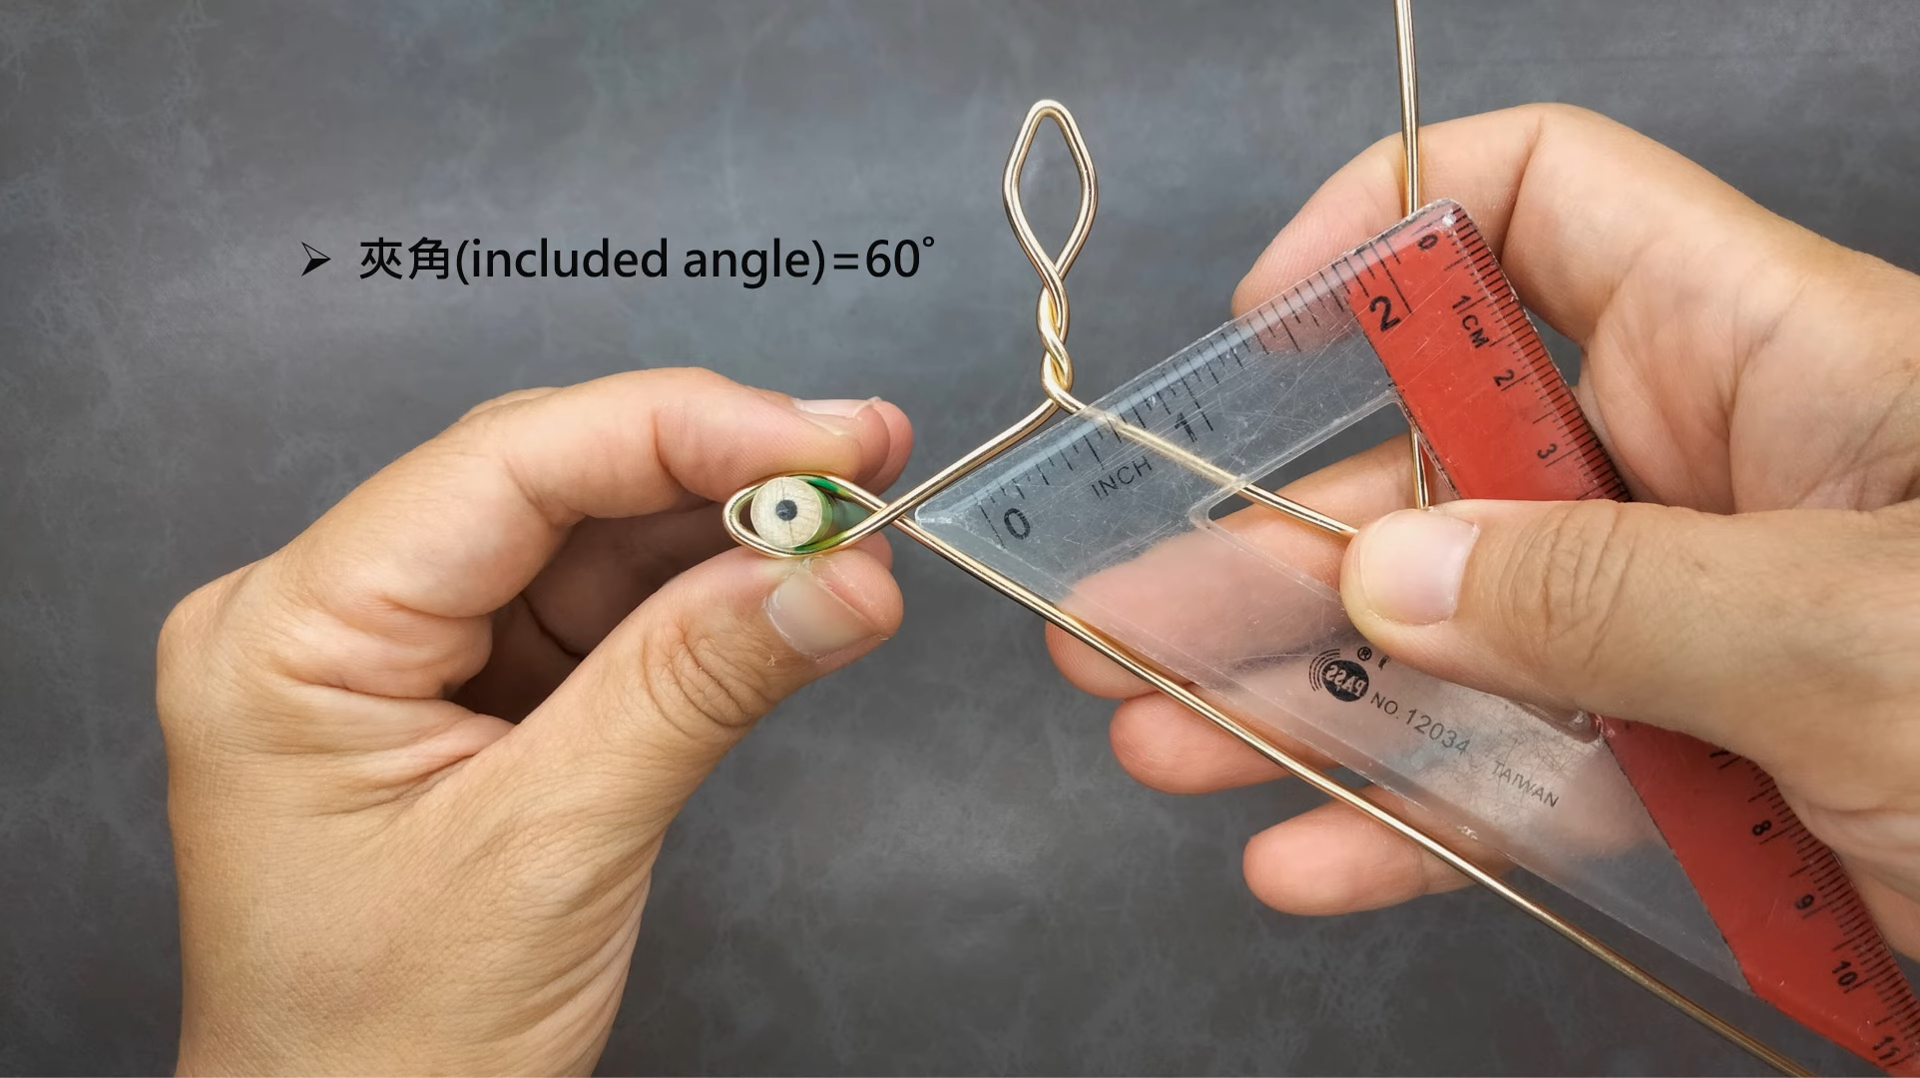 ➢ 夾角(included angle)=60°
0
1
2
INCH
0
1CM
2
3
®
PASS
NO. 12034
TAIWAN
8
9
10
11